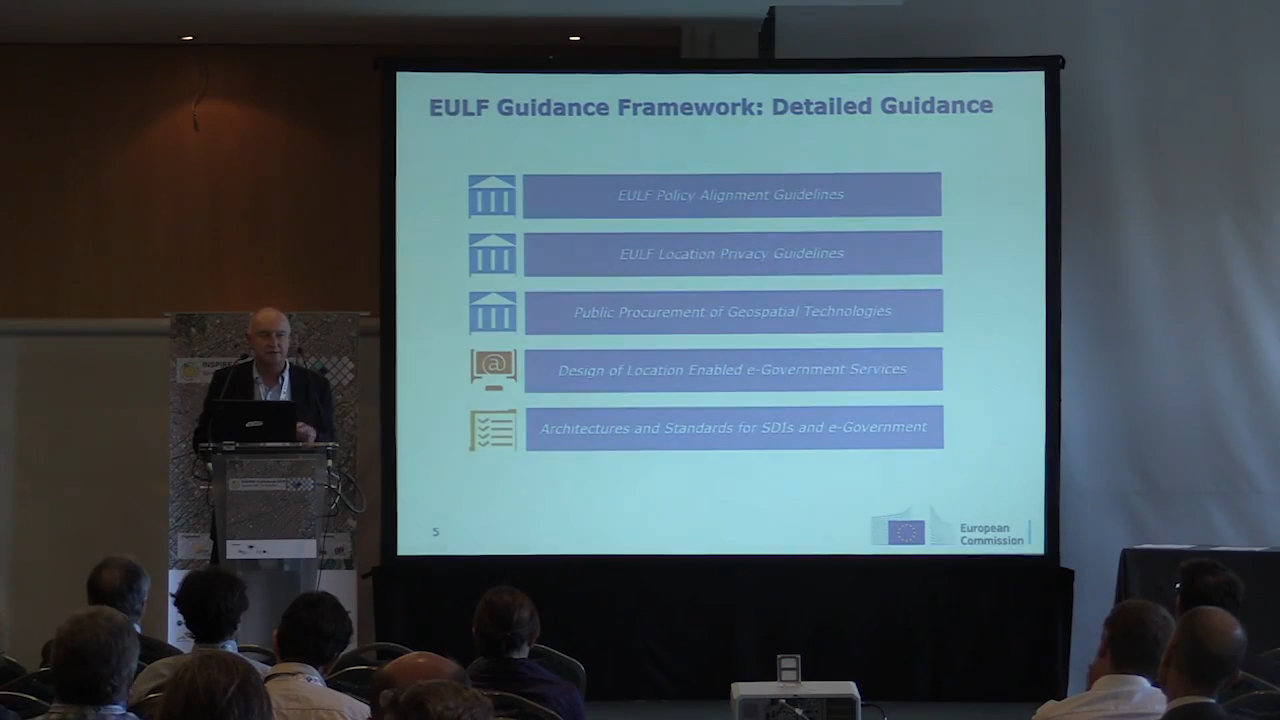 EULF Guidance Framework: Detailed Guidance
EULF Policy Alignment Guidelines
EULF Location Privacy Guidelines
Public Procurement of Geospatial Technologies
@
Design of Location Enabled e-Government Services
Architectures and Standards for SDIs and e-Government
5
European
Commission
INSPIRE